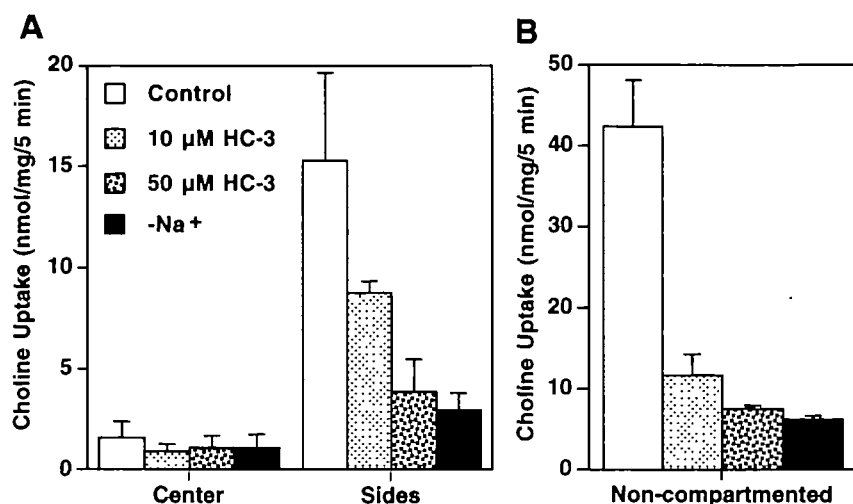 A
Choline Uptake (nmol/mg/5 min)
20
15
10
5
0
Control
10 µM HC-3
50 µM HC-3
-Na+
Center
Sides
B
Choline Uptake (nmol/mg/5 min)
50
40
30
20
10
0
Non-compartmented